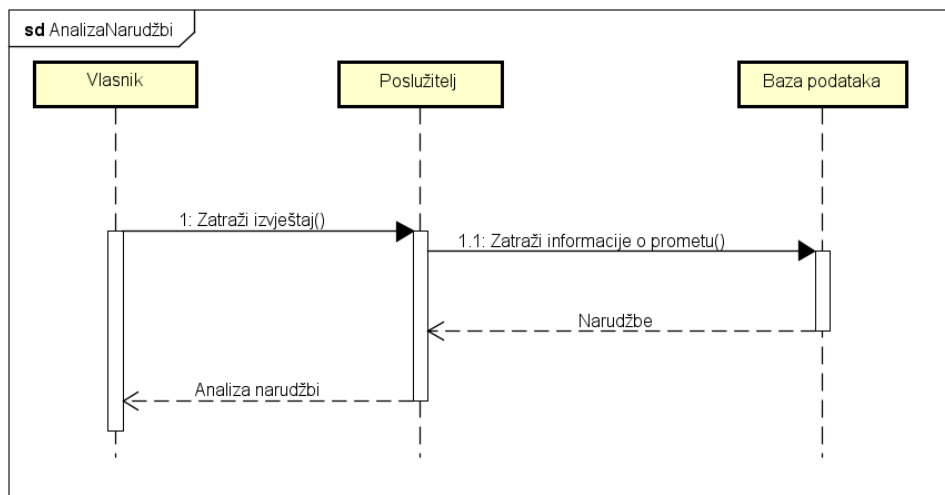 sd AnalizaNarudžbi
Vlasnik
Poslužitelj
Baza podataka
1: Zatraži izvještaj()
1.1: Zatraži informacije o prometu()
Narudžbe
Analiza narudžbi